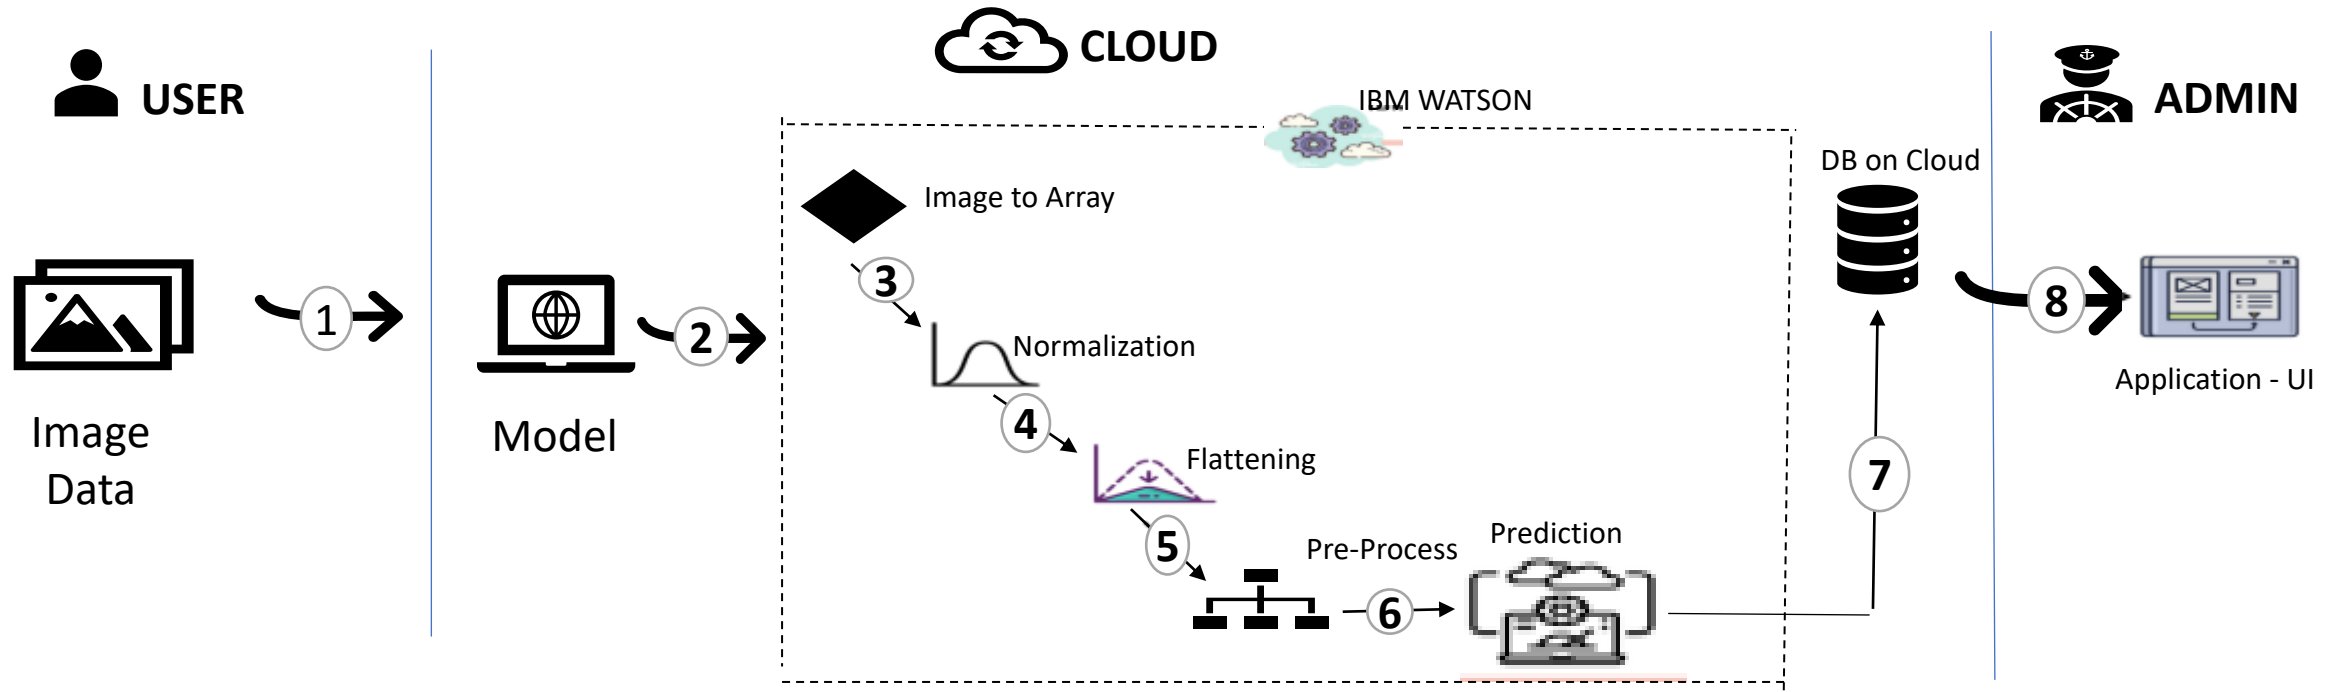 USER
CLOUD
ADMIN
IBM WATSON
DB on Cloud
Image to Array
3
1
2
8
Normalization
Application - UI
4
Image
Data
Model
Flattening
7
5
Pre-Process
Prediction
6